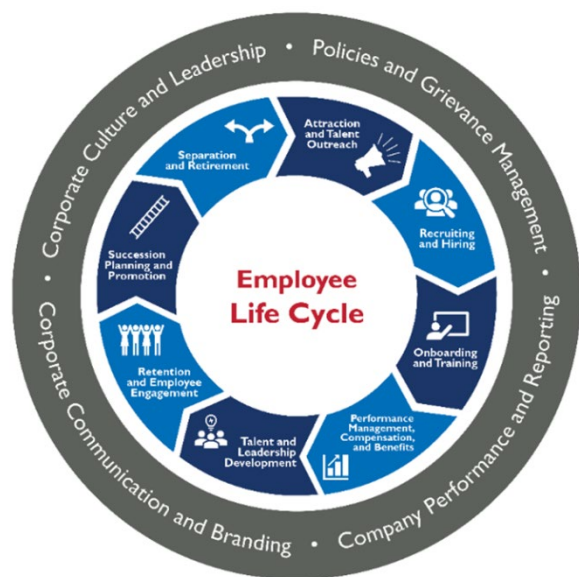 Corporate Culture and Leadership • Policies and Grievance Management • Company Performance and Reporting • Corporate Communication and Branding •
Attraction
and Talent
Outreach
Recruiting
and Hiring
Onboarding
and Training
Performance
Management,
Compensation,
and Benefits
Talent and
Leadership
Development
Retention
and Employee
Engagement
Succession
Planning and
Promotion
Separation
and Retirement
Employee
Life Cycle